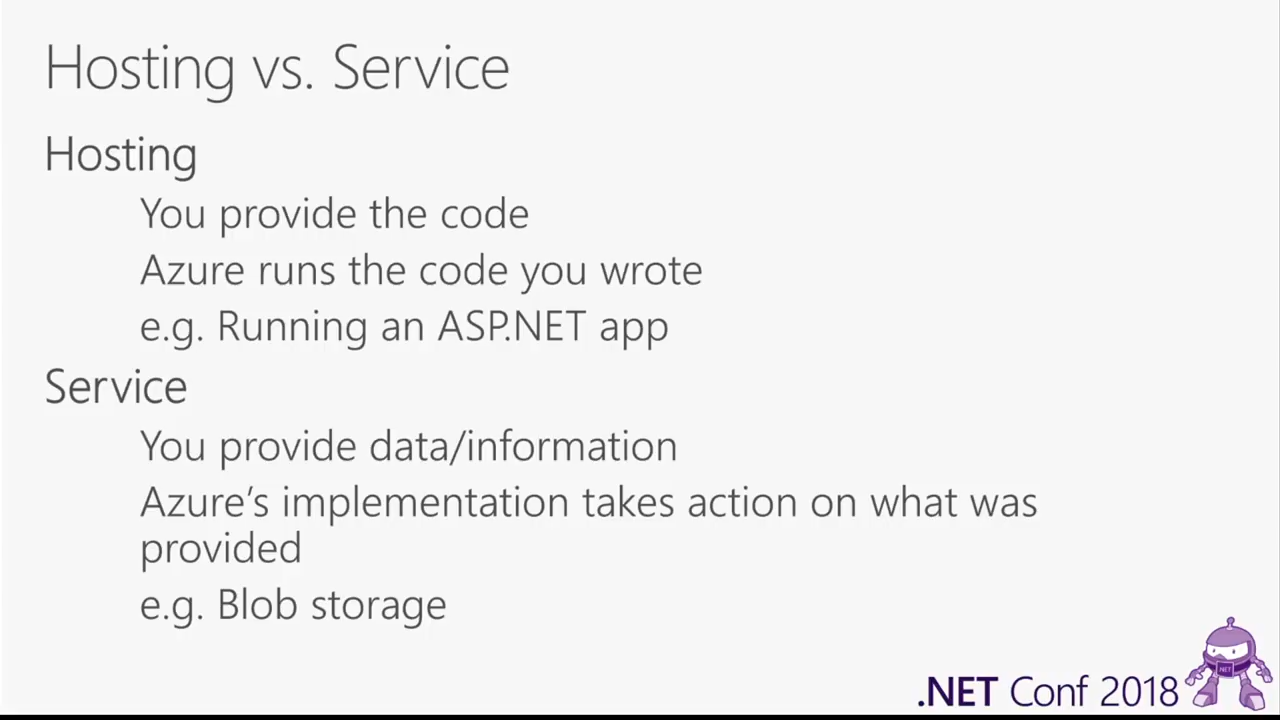 Hosting vs. Service
Hosting
You provide the code
Azure runs the code you wrote
e.g. Running an ASP.NET app
Service
You provide data/information
Azure’s implementation takes action on what was
provided
e.g. Blob storage
.NET Conf 2018
.NET